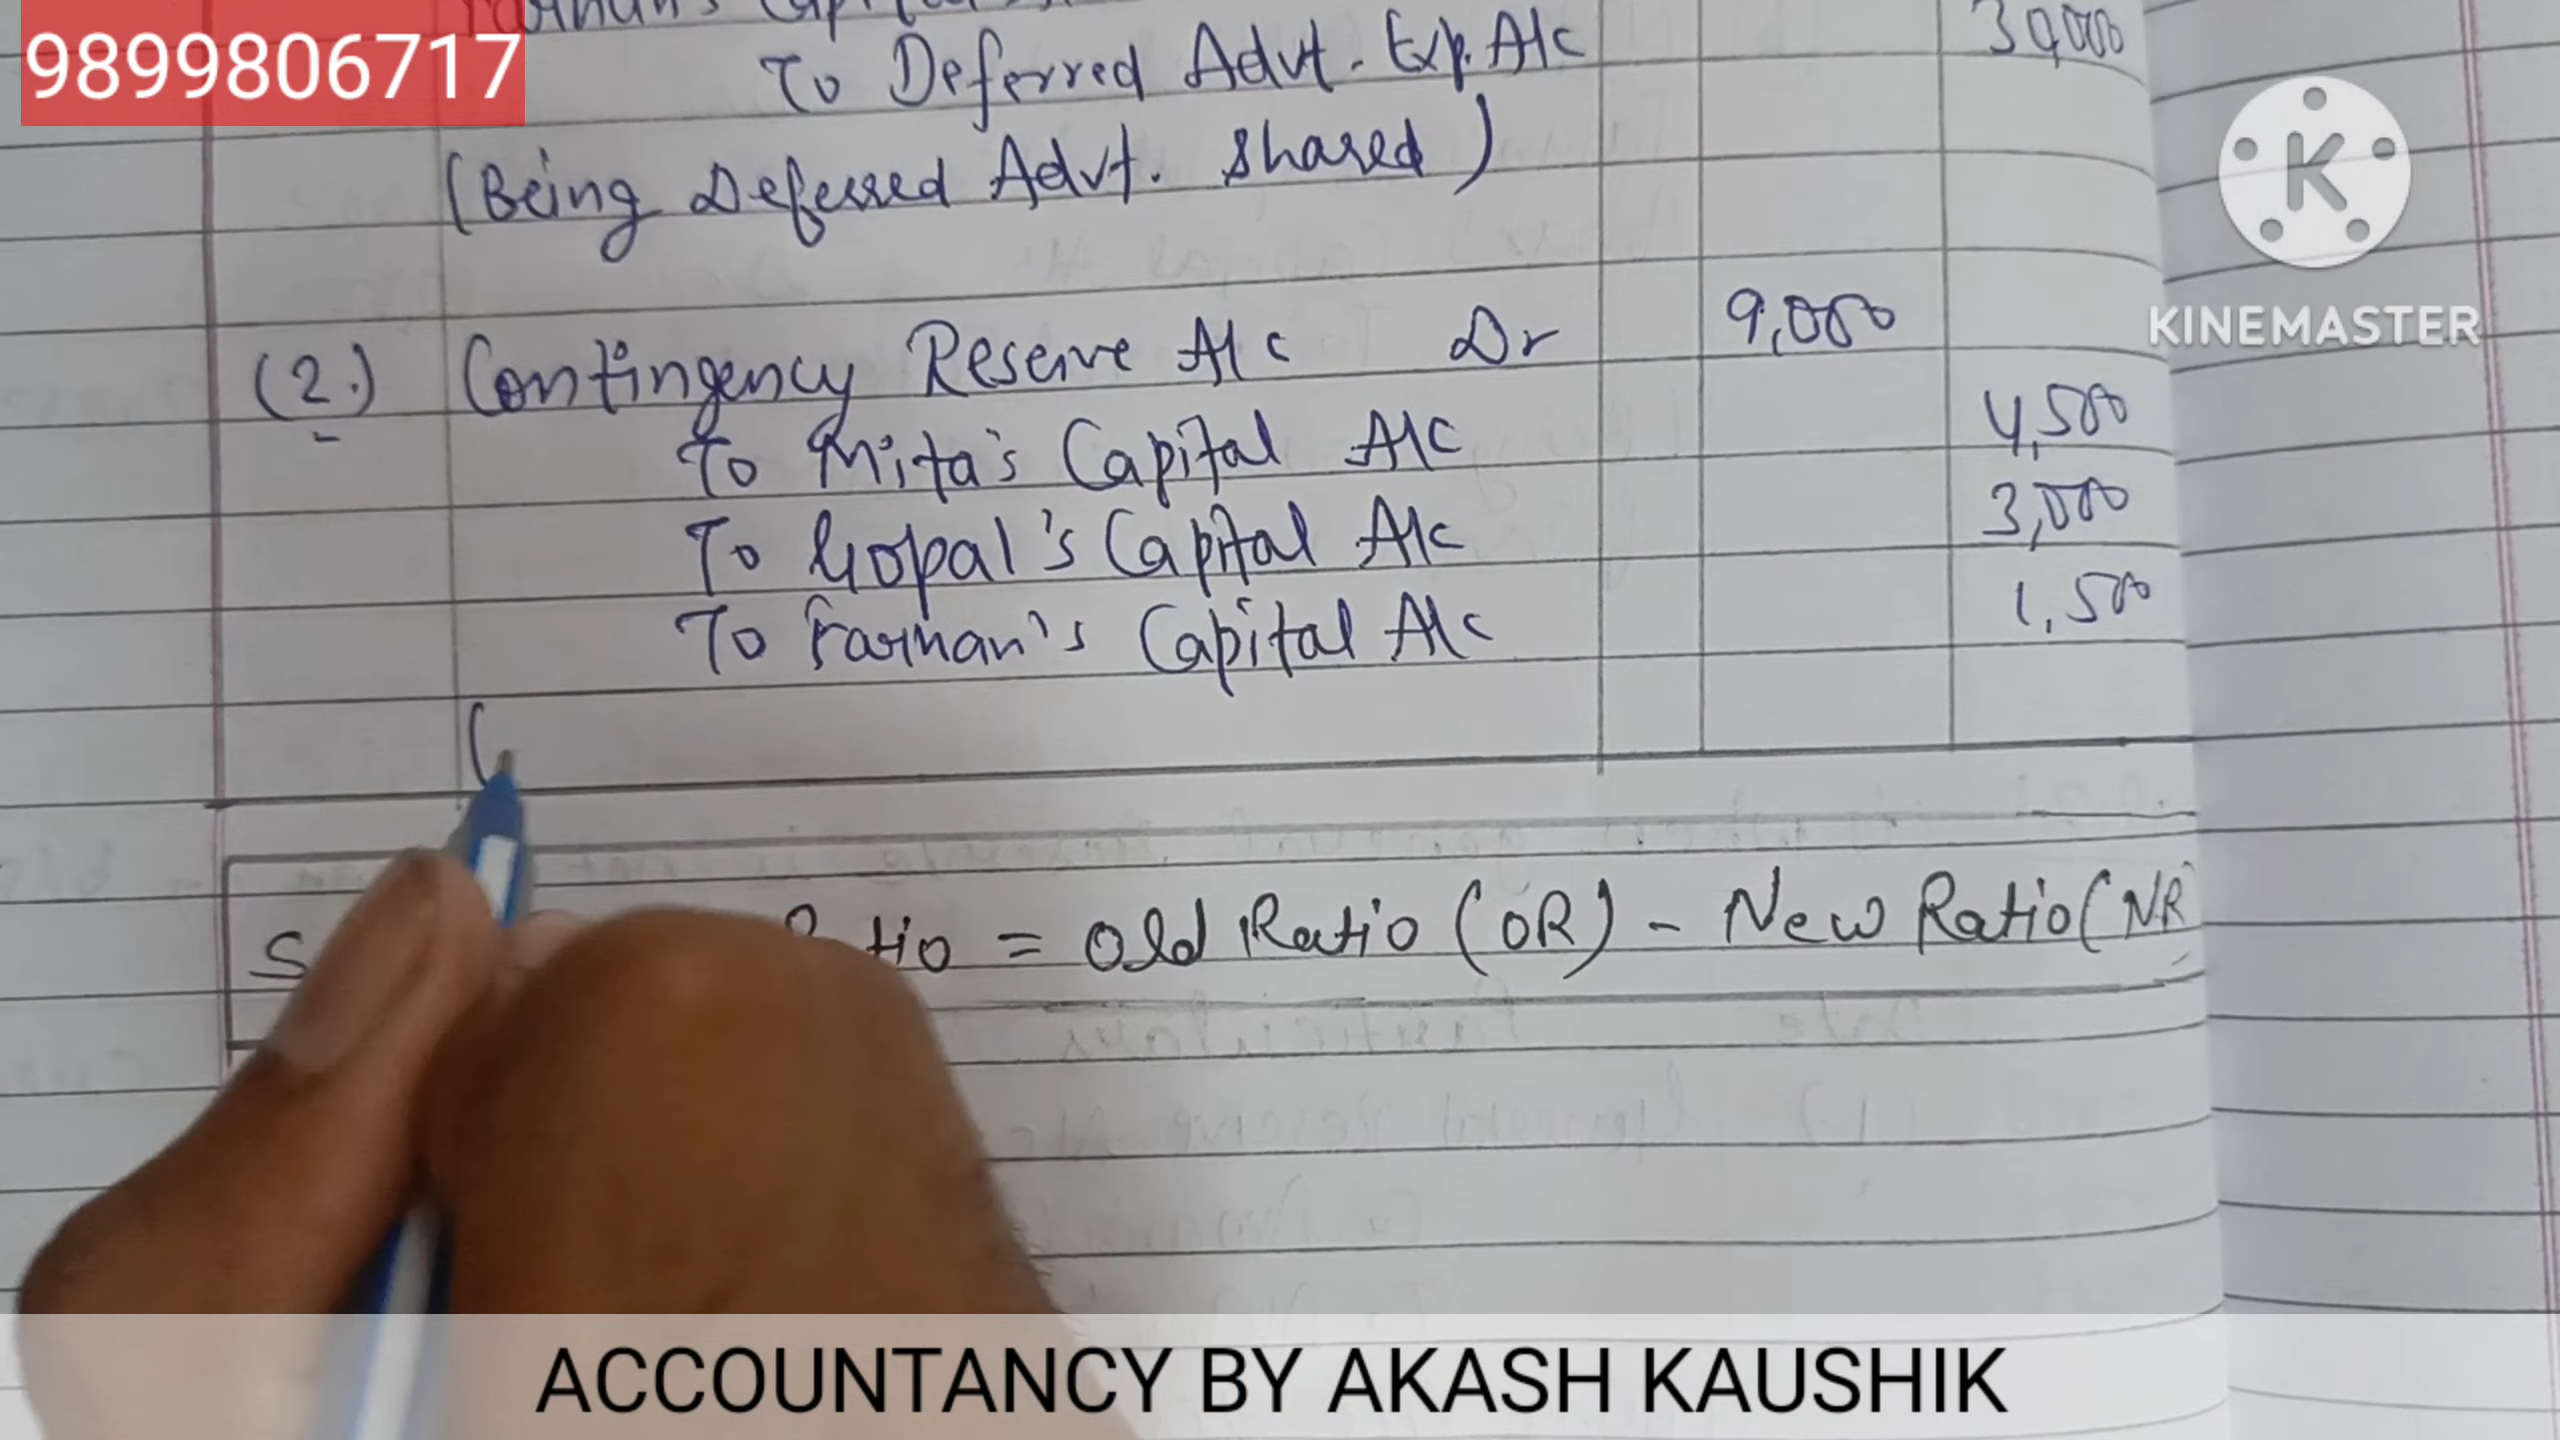 9899806717
Capital
To Deferred Advt. Exp. A/c 30,000
(Being Deferred Advt. shared)
(2.) Contingency Reserve A/c Dr 9,000
To Mita's Capital A/c 4,500
To Gopal's Capital A/c 3,000
To Farhan's Capital A/c 1,500
(
S tio = Old Ratio (OR) - New Ratio (NR)
KINEMASTER
ACCOUNTANCY BY AKASH KAUSHIK